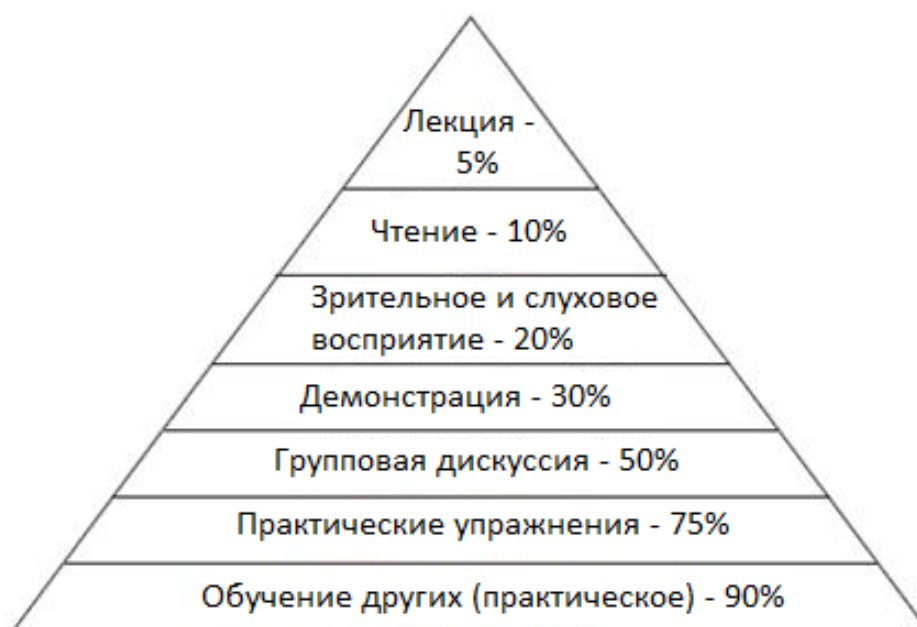 Лекция -
5%
Чтение - 10%
Зрительное и слуховое
восприятие - 20%
Демонстрация - 30%
Групповая дискуссия - 50%
Практические упражнения - 75%
Обучение других (практическое) - 90%